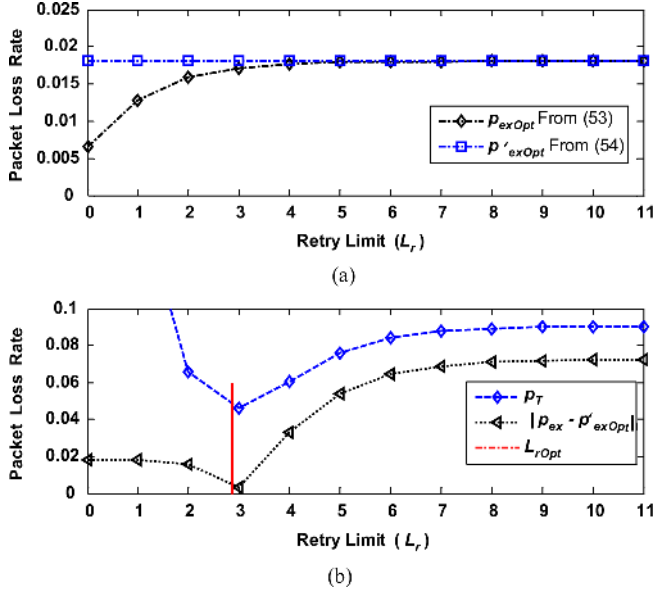 0.025
0.02
0.015
0.01
0.005
0
Packet Loss Rate
p_exOpt From (53)
p'_exOpt From (54)
0 1 2 3 4 5 6 7 8 9 10 11
Retry Limit (L_r)
(a)
0.1
0.08
0.06
0.04
0.02
0
Packet Loss Rate
p_T
|p_ex - p'_exOpt|
L_rOpt
0 1 2 3 4 5 6 7 8 9 10 11
Retry Limit ( L_r )
(b)